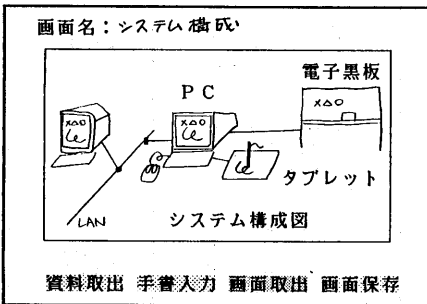 画面名:システム構成
電子黒板
PC
×△○
×△○
×△○
タブレット
LAN
システム構成図
資料取出 手書入力 画面取出 画面保存